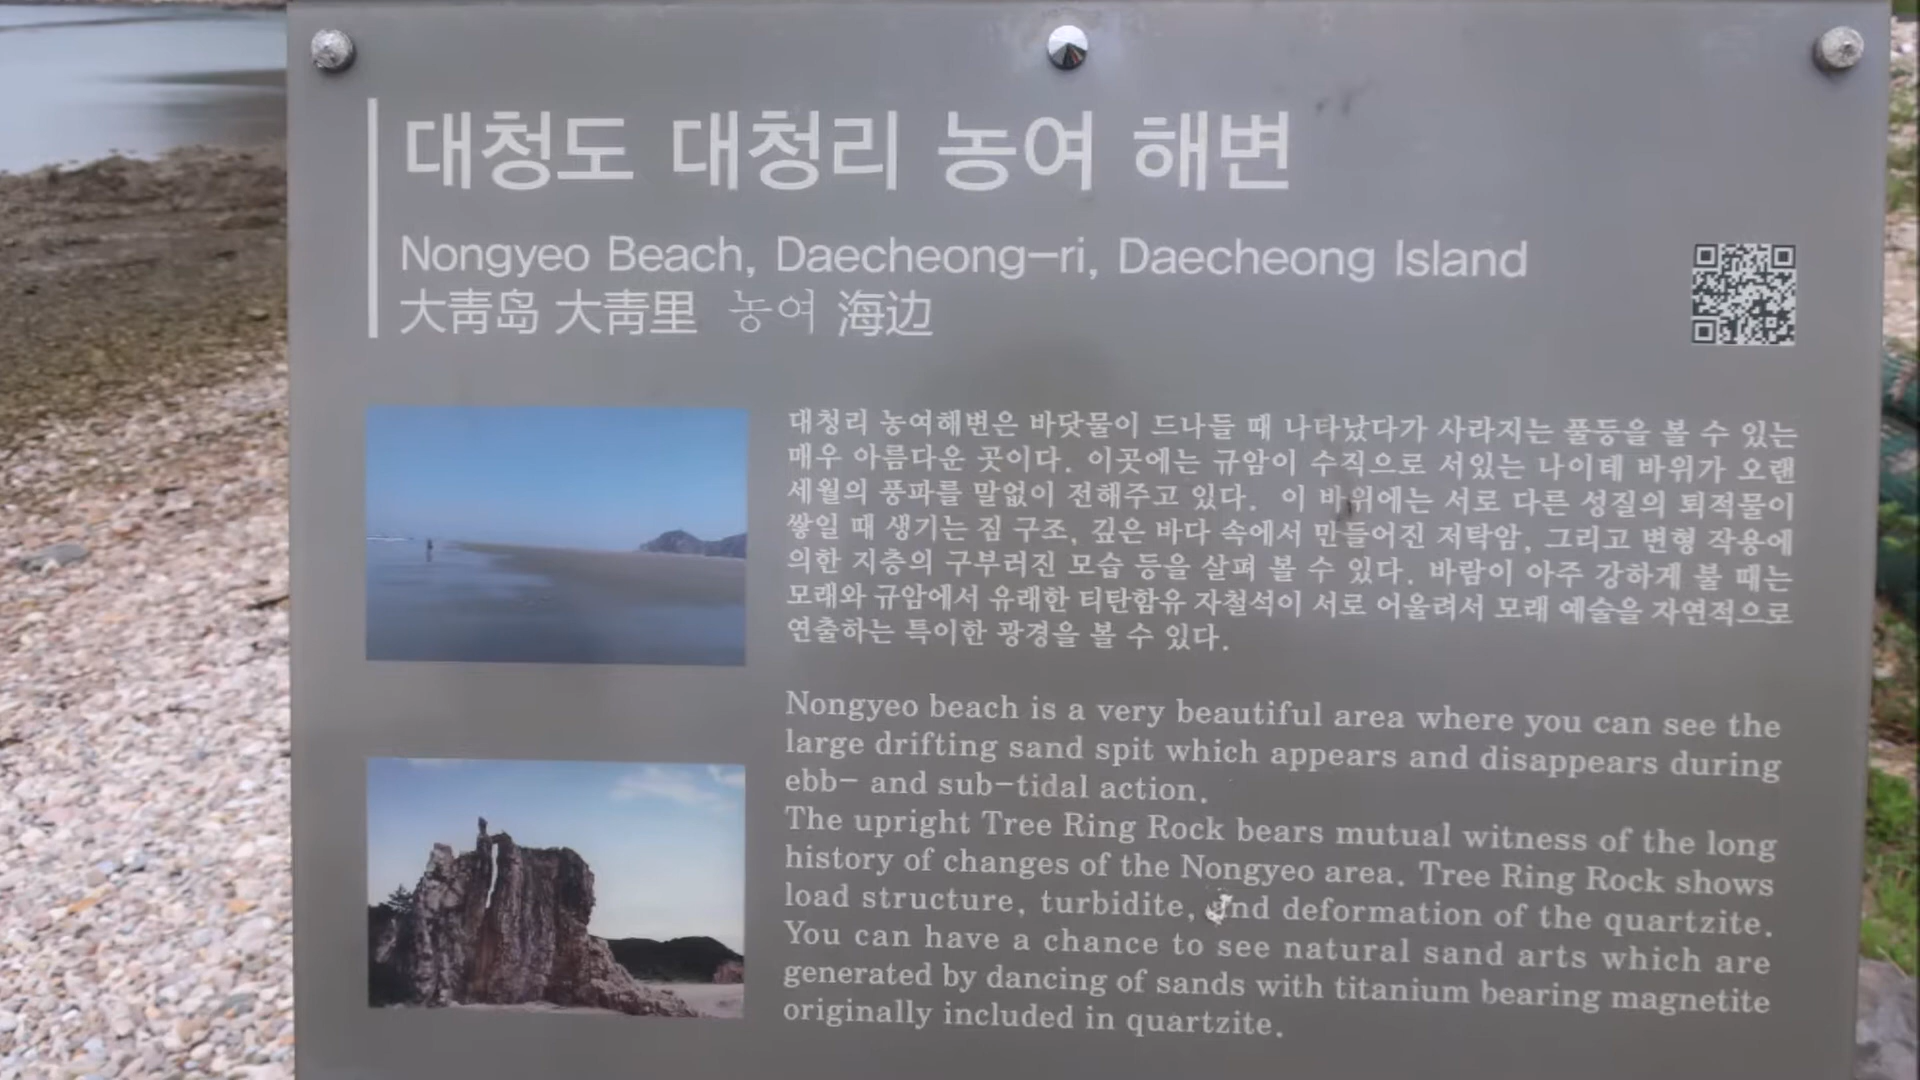 대청도 대청리 농여 해변
Nongyeo Beach, Daecheong-ri, Daecheong Island
大靑岛 大靑里 농여 海边
대청리 농여해변은 바닷물이 드나들 때 나타났다가 사라지는 풀등을 볼 수 있는
매우 아름다운 곳이다. 이곳에는 규암이 수직으로 서있는 나이테 바위가 오랜
세월의 풍파를 말없이 전해주고 있다. 이 바위에는 서로 다른 성질의 퇴적물이
쌓일 때 생기는 짐 구조, 깊은 바다 속에서 만들어진 저탁암, 그리고 변형 작용에
의한 지층의 구부러진 모습 등을 살펴 볼 수 있다. 바람이 아주 강하게 불 때는
모래와 규암에서 유래한 티탄함유 자철석이 서로 어울려서 모래 예술을 자연적으로
연출하는 특이한 광경을 볼 수 있다.
Nongyeo beach is a very beautiful area where you can see the
large drifting sand spit which appears and disappears during
ebb- and sub-tidal action.
The upright Tree Ring Rock bears mutual witness of the long
history of changes of the Nongyeo area. Tree Ring Rock shows
load structure, turbidite, and deformation of the quartzite.
You can have a chance to see natural sand arts which are
generated by dancing of sands with titanium bearing magnetite
originally included in quartzite.